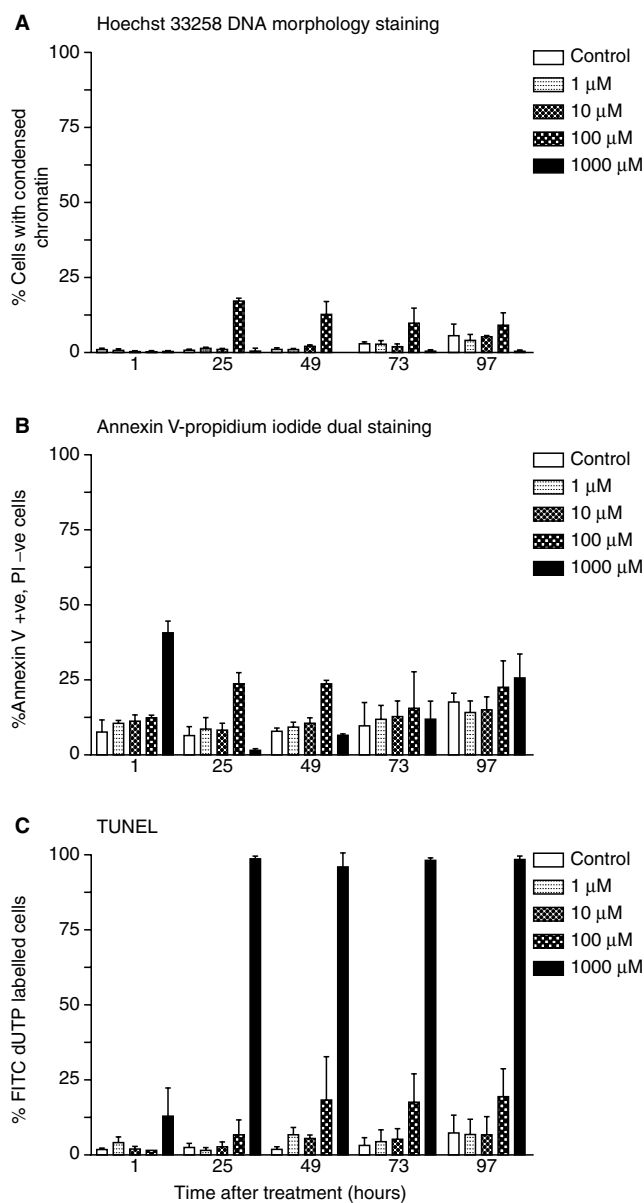 A Hoechst 33258 DNA morphology staining
100
75
50
25
0
% Cells with condensed
chromatin
1 25 49 73 97
Control
1 μM
10 μM
100 μM
1000 μM
B Annexin V-propidium iodide dual staining
100
75
50
25
0
%Annexin V +ve, PI –ve cells
1 25 49 73 97
Control
1 μM
10 μM
100 μM
1000 μM
C TUNEL
100
75
50
25
0
% FITC dUTP labelled cells
1 25 49 73 97
Time after treatment (hours)
Control
1 μM
10 μM
100 μM
1000 μM